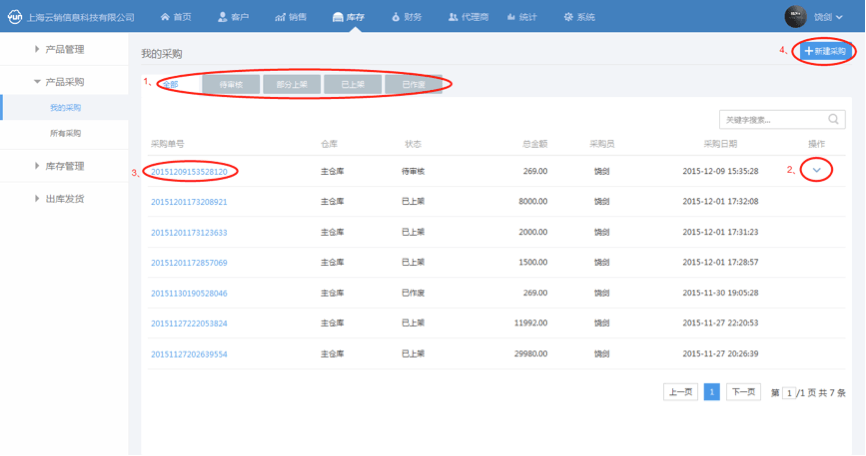 yun 上海云销信息科技有限公司 首页 客户 销售 库存 财务 代理商 统计 系统 饶剑
产品管理
产品采购
我的采购
所有采购
库存管理
出库发货
我的采购
4、 新建采购
1、 全部 待审核 部分上架 已上架 已作废
关键字搜索...
采购单号 仓库 状态 总金额 采购员 采购日期 操作
3、 20151209153528120 主仓库 待审核 269.00 饶剑 2015-12-09 15:35:28 2、
20151201173208921 主仓库 已上架 8000.00 饶剑 2015-12-01 17:32:08
20151201173123633 主仓库 已上架 2000.00 饶剑 2015-12-01 17:31:23
20151201172857069 主仓库 已上架 1500.00 饶剑 2015-12-01 17:28:57
20151130190528046 主仓库 已作废 269.00 饶剑 2015-11-30 19:05:28
20151127222053824 主仓库 已上架 11992.00 饶剑 2015-11-27 22:20:53
20151127202639554 主仓库 已上架 29980.00 饶剑 2015-11-27 20:26:39
上一页 1 下一页 第 1 /1 页 共 7 条